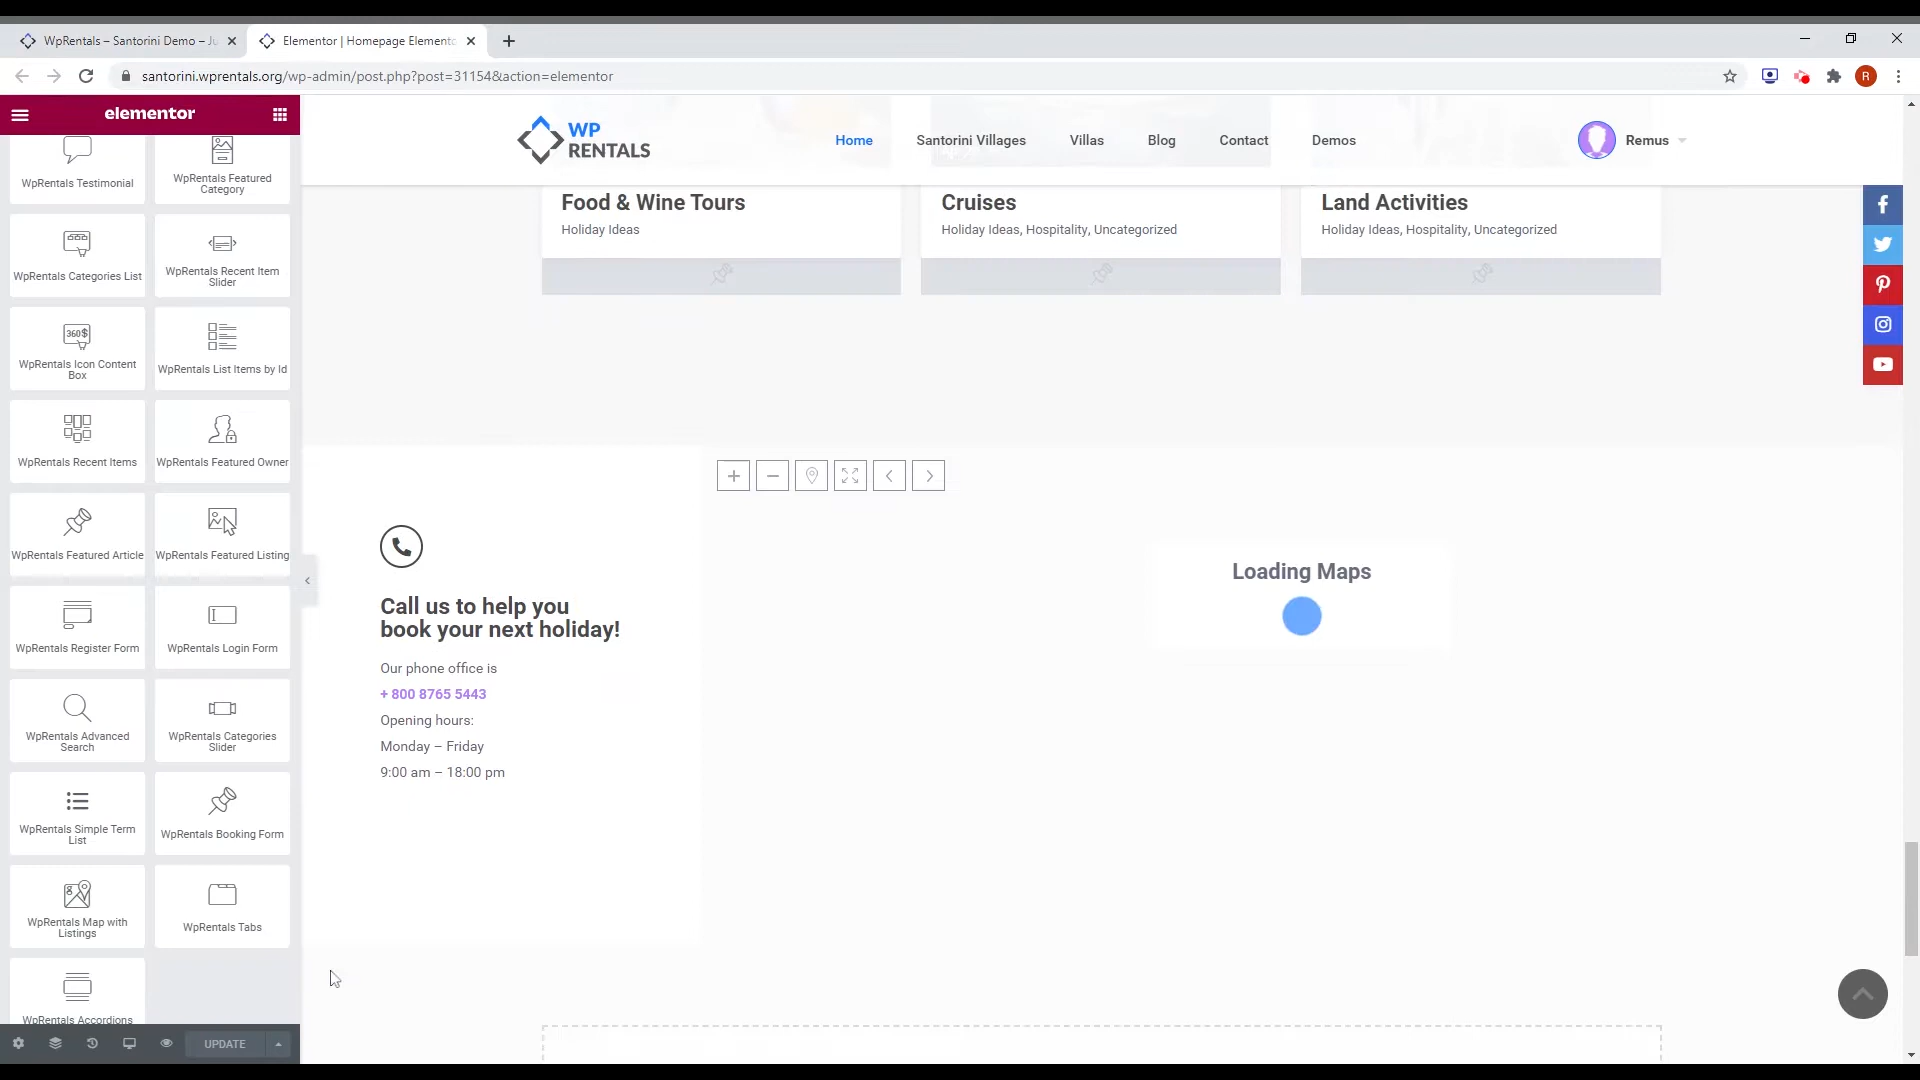 WpRentals – Santorini Demo – Ju
Elementor | Homepage Elemento
santorini.wprentals.org/wp-admin/post.php?post=31154&action=elementor
R
elementor
WpRentals Testimonial
WpRentals Featured
Category
WpRentals Categories List
WpRentals Recent Item
Slider
360$
WpRentals Icon Content
Box
WpRentals List Items by Id
WpRentals Recent Items
WpRentals Featured Owner
WpRentals Featured Article
WpRentals Featured Listing
WpRentals Register Form
WpRentals Login Form
WpRentals Advanced
Search
WpRentals Categories
Slider
WpRentals Simple Term
List
WpRentals Booking Form
WpRentals Map with
Listings
WpRentals Tabs
WpRentals Accordions
UPDATE
WP
RENTALS
Home
Santorini Villages
Villas
Blog
Contact
Demos
Remus
Food & Wine Tours
Holiday Ideas
Cruises
Holiday Ideas, Hospitality, Uncategorized
Land Activities
Holiday Ideas, Hospitality, Uncategorized
Call us to help you
book your next holiday!
Our phone office is
+ 800 8765 5443
Opening hours:
Monday – Friday
9:00 am – 18:00 pm
Loading Maps